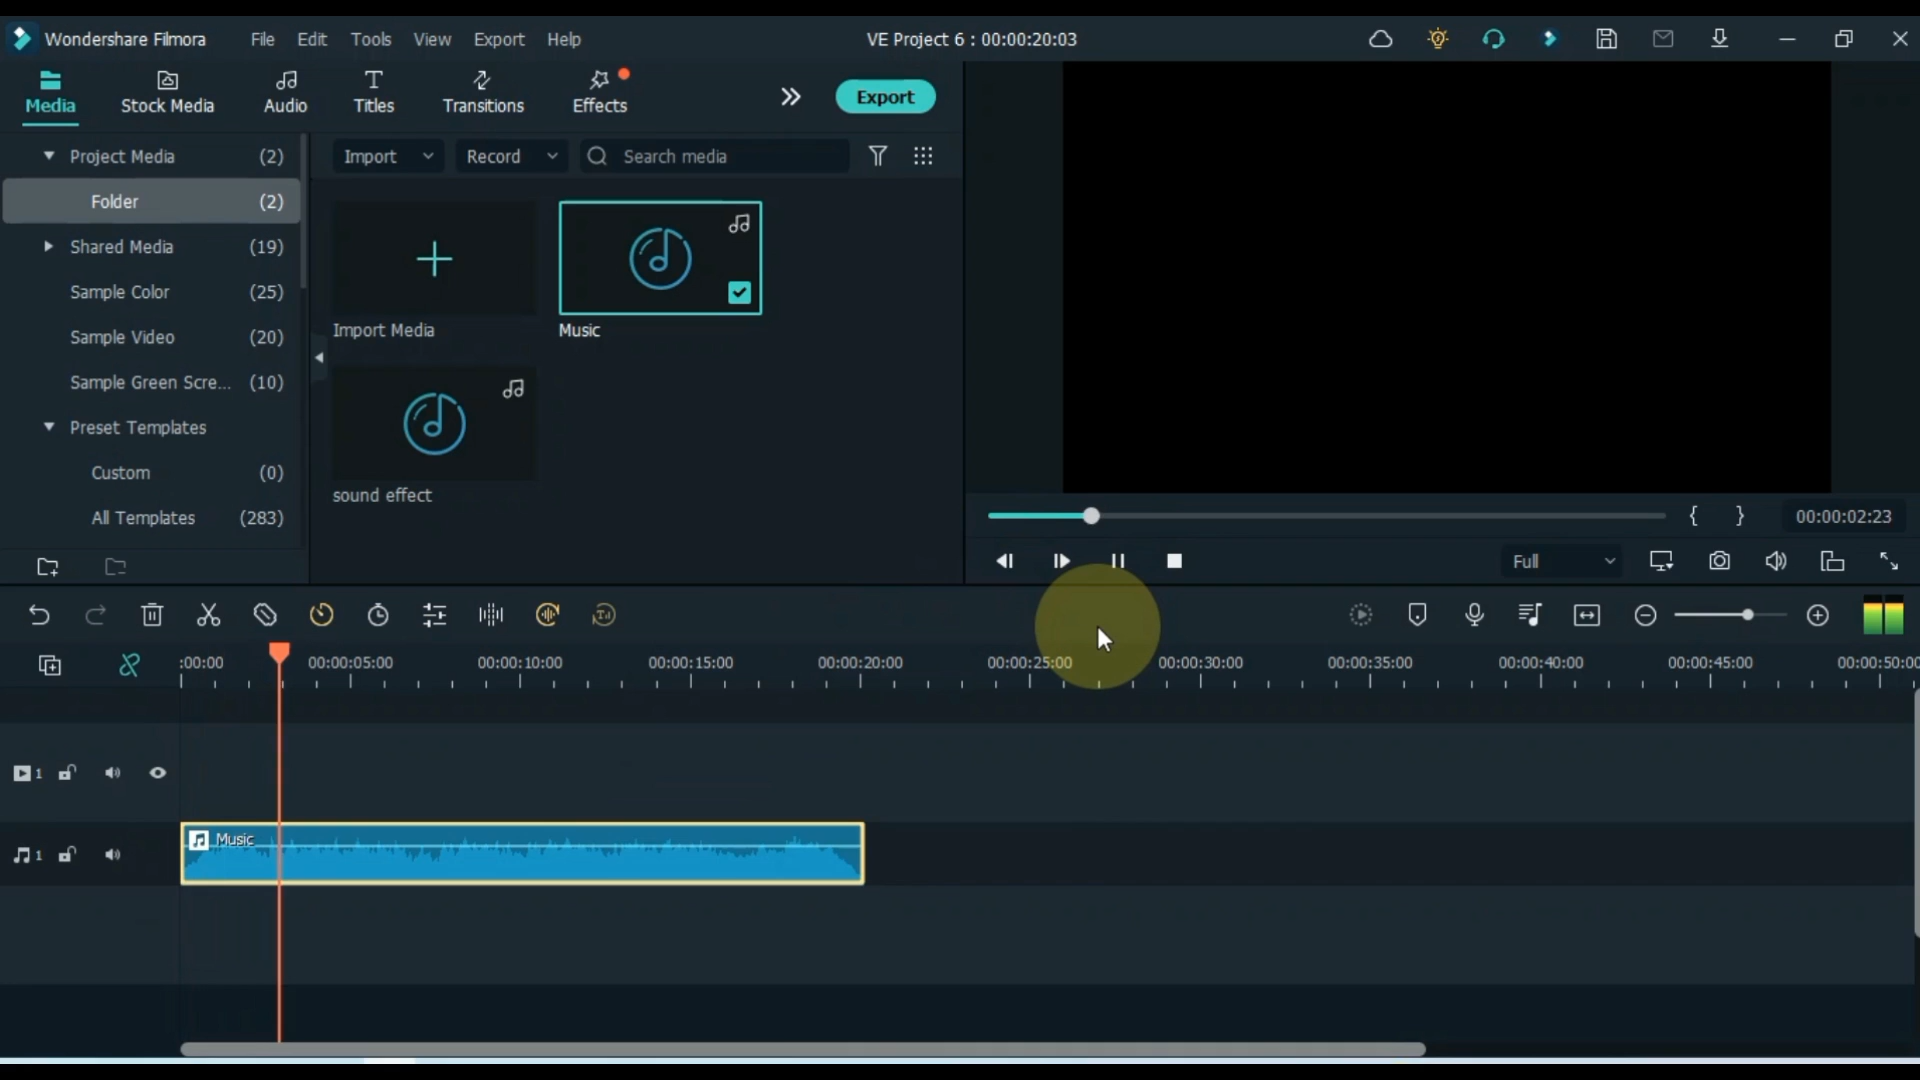 Wondershare Filmora File Edit Tools View Export Help VE Project 6 : 00:00:20:03
Media Stock Media Audio Titles Transitions Effects Export
Project Media (2) Import Record Search media
Folder (2)
Shared Media (19)
Sample Color (25)
Sample Video (20)
Import Media Music
Sample Green Scre... (10)
Preset Templates
Custom (0)
sound effect
All Templates (283) 00:00:02:23
Full
:00:00 00:00:05:00 00:00:10:00 00:00:15:00 00:00:20:00 00:00:25:00 00:00:30:00 00:00:35:00 00:00:40:00 00:00:45:00 00:00:50:00
1
Music
1